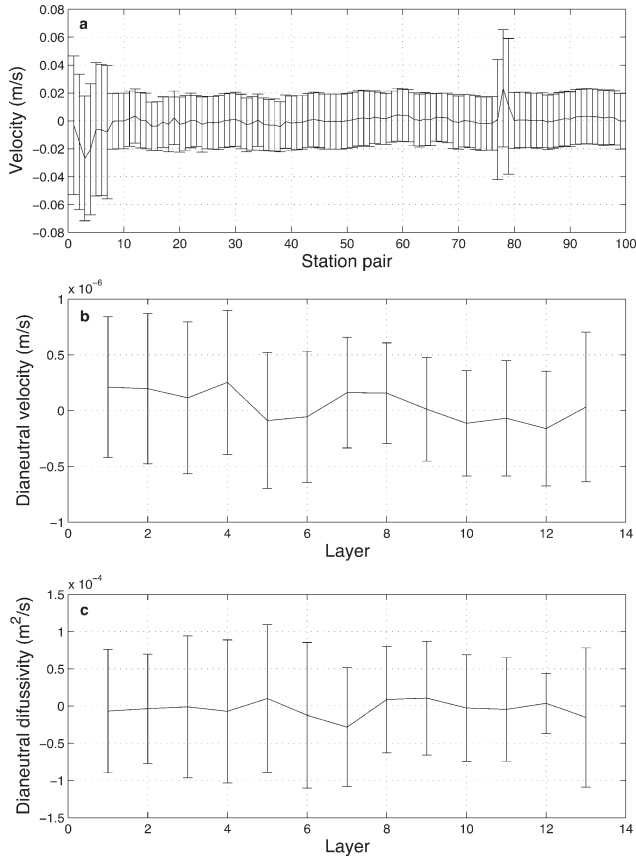 a
0.08
0.06
0.04
0.02
0
−0.02
−0.04
−0.06
−0.08
Velocity (m/s)
0 10 20 30 40 50 60 70 80 90 100
Station pair
x 10−6
b
1
0.5
0
−0.5
−1
Dianeutral velocity (m/s)
0 2 4 6 8 10 12 14
Layer
x 10−4
c
1.5
1
0.5
0
−0.5
−1
−1.5
Dianeutral difussivity (m2/s)
0 2 4 6 8 10 12 14
Layer